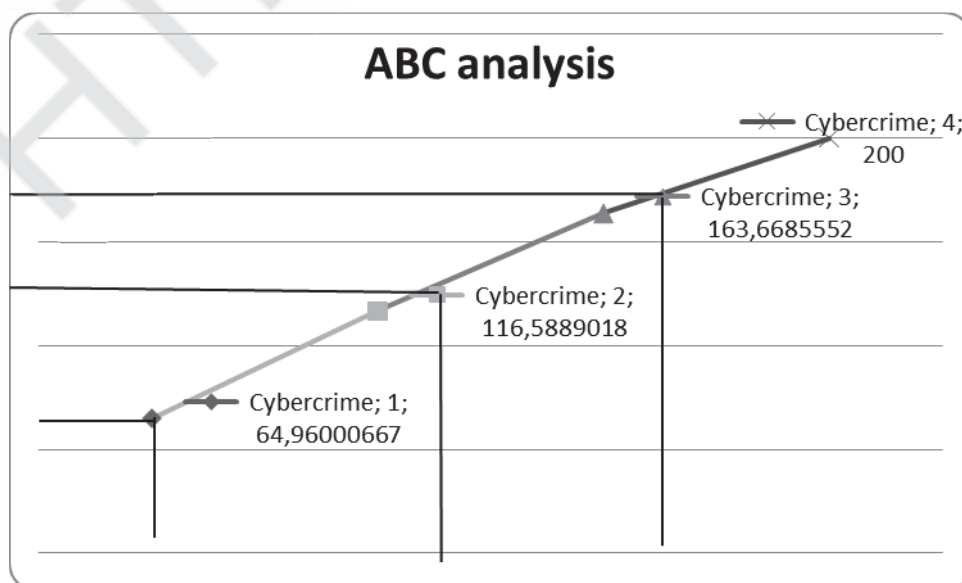 ABC analysis
Cybercrime; 4;
200
Cybercrime; 3;
163,6685552
Cybercrime; 2;
116,5889018
Cybercrime; 1;
64,96000667